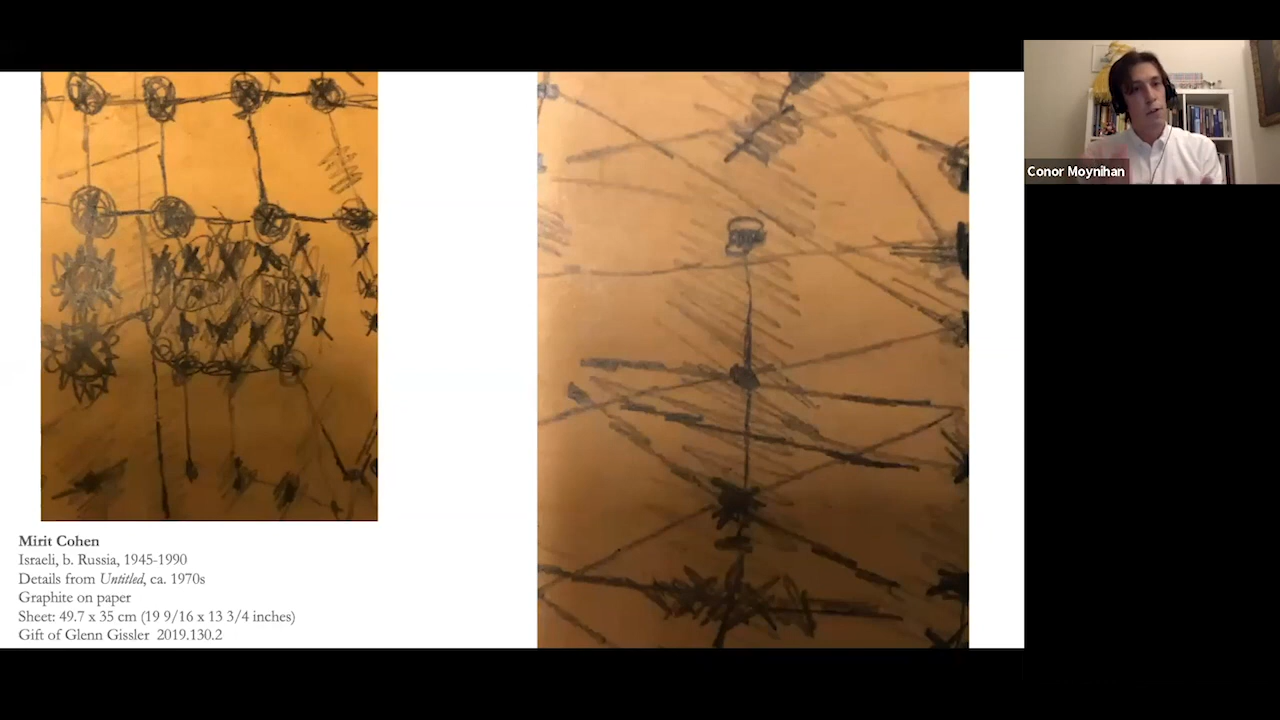 Conor Moynihan
Mirit Cohen
Israeli, b. Russia, 1945-1990
Details from Untitled, ca. 1970s
Graphite on paper
Sheet: 49.7 x 35 cm (19 9/16 x 13 3/4 inches)
Gift of Glenn Gissler 2019.130.2